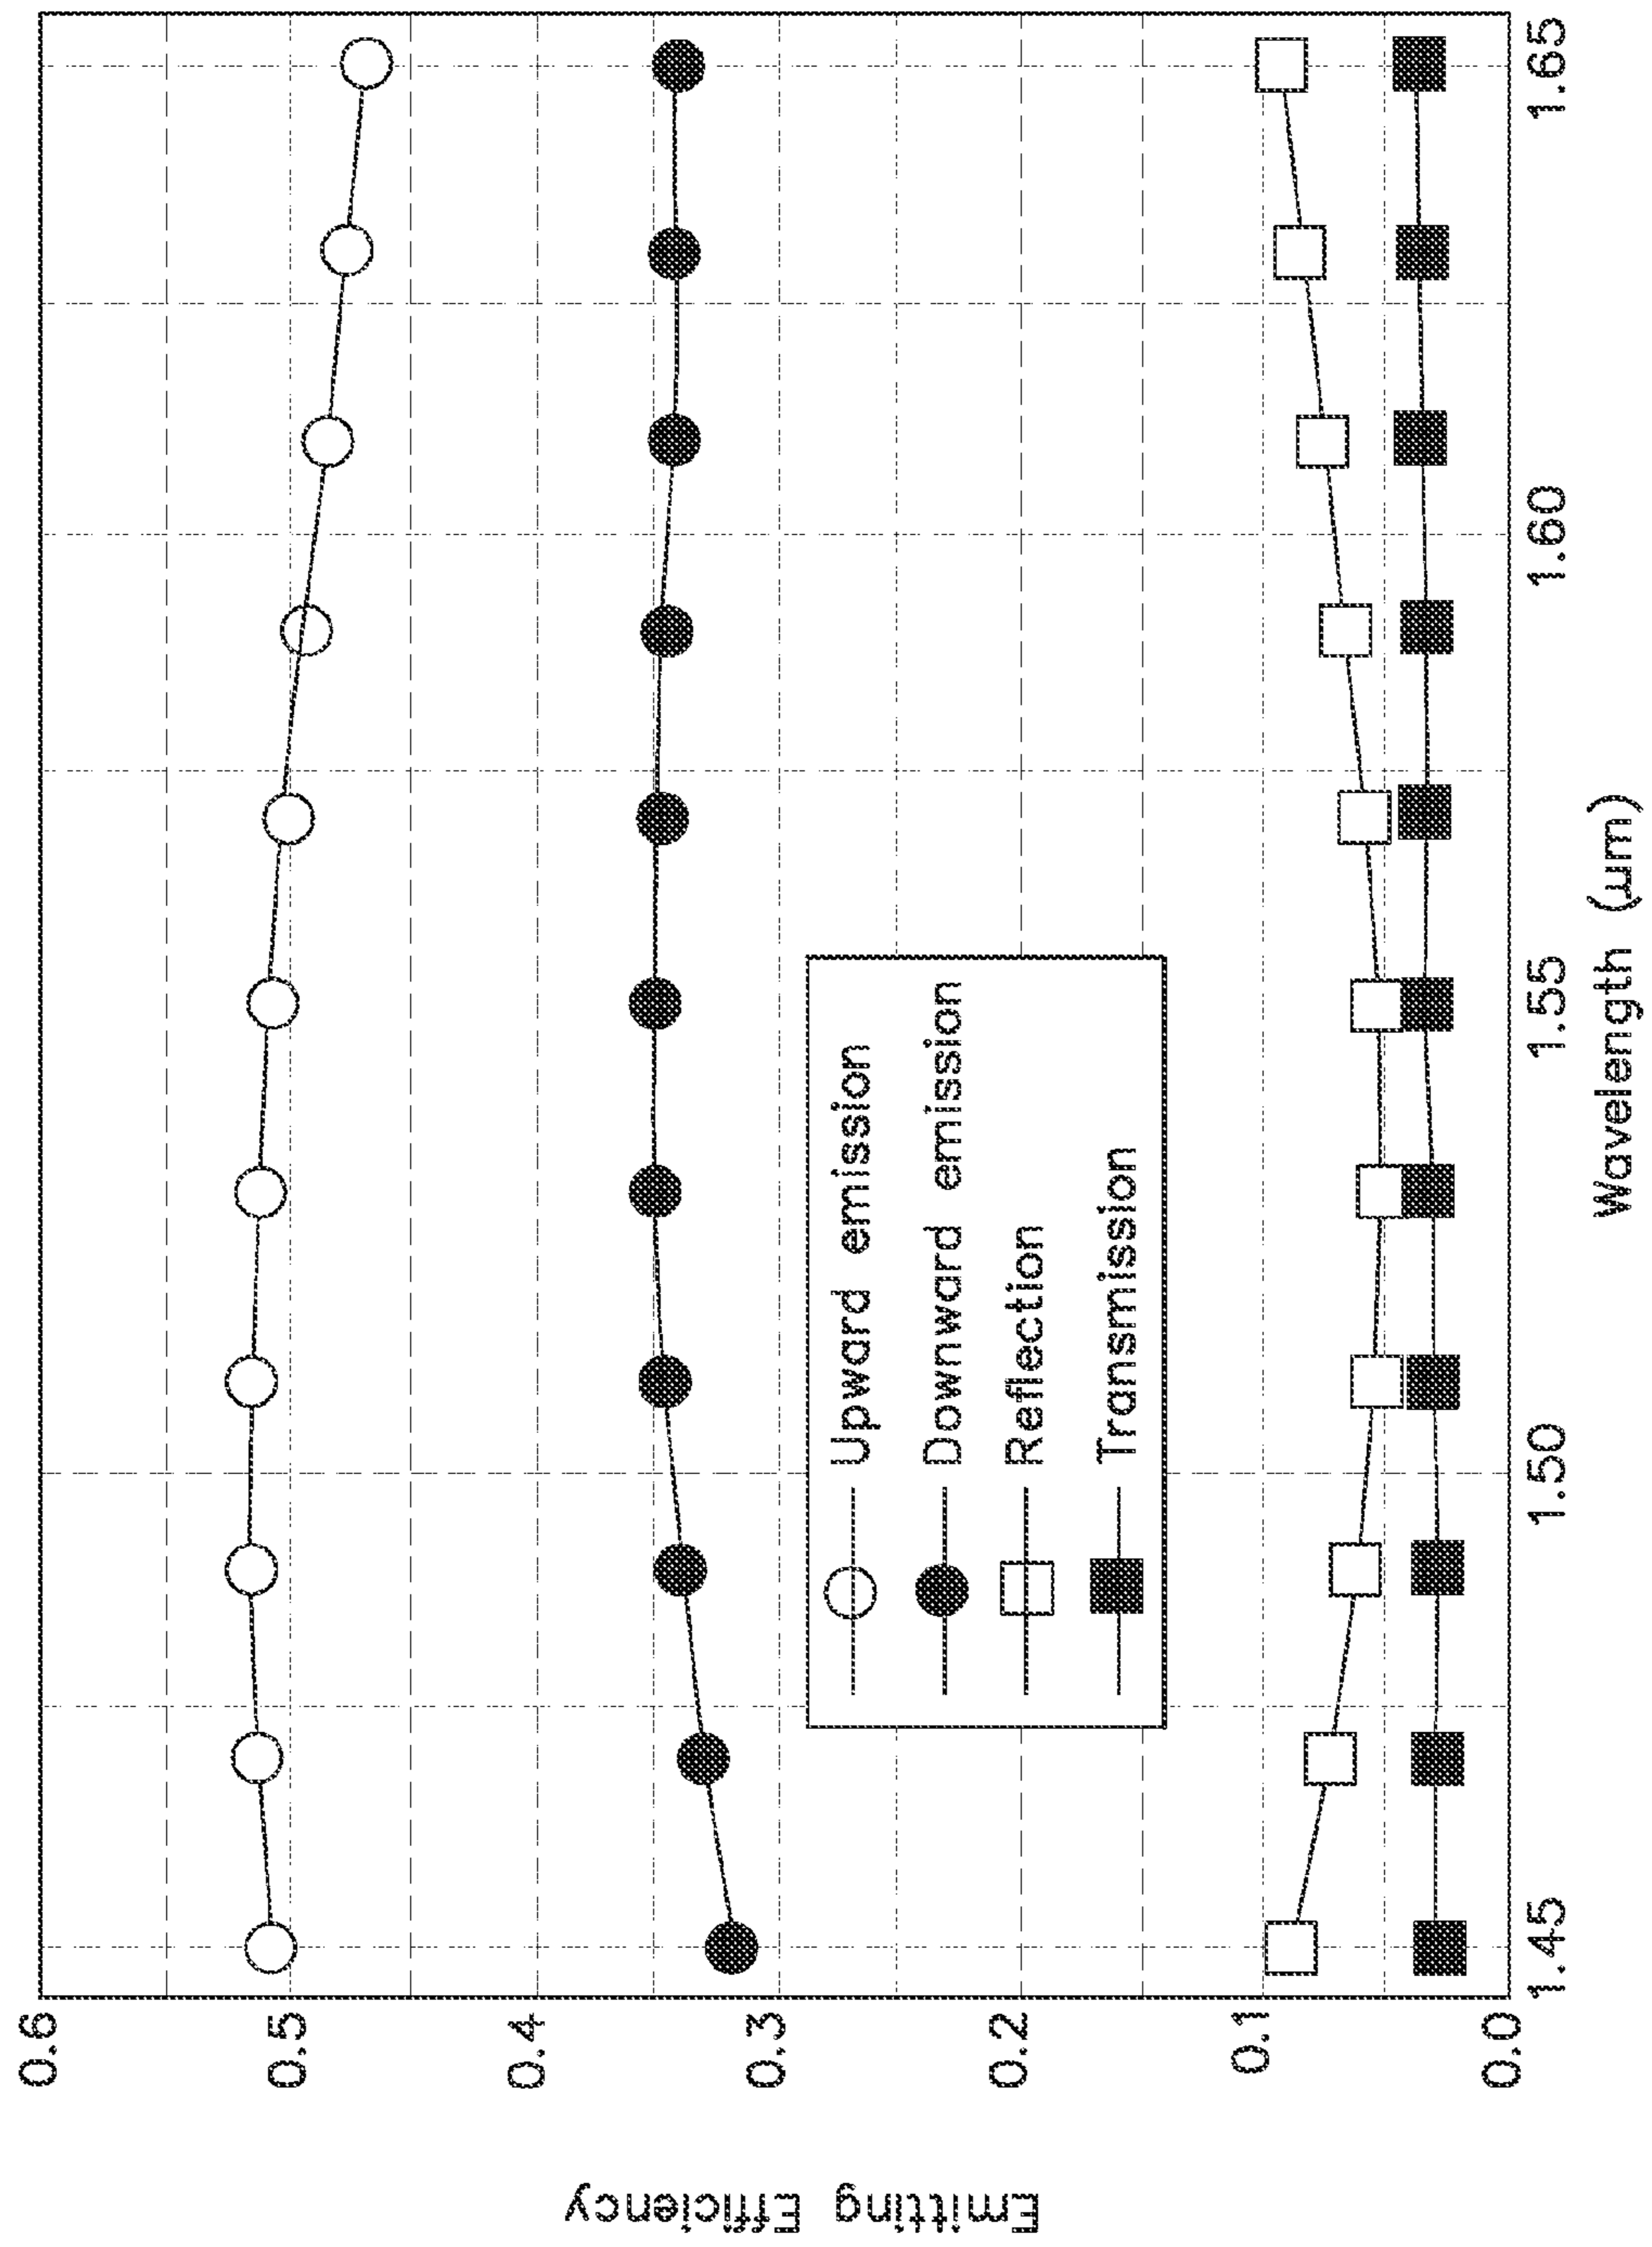 Emitting Efficiency
0.6
0.5
0.4
0.3
0.2
0.1
0.0
Upward emission
Downward emission
Reflection
Transmission
1.45
1.50
1.55
1.60
1.65
Wavelength (μm)